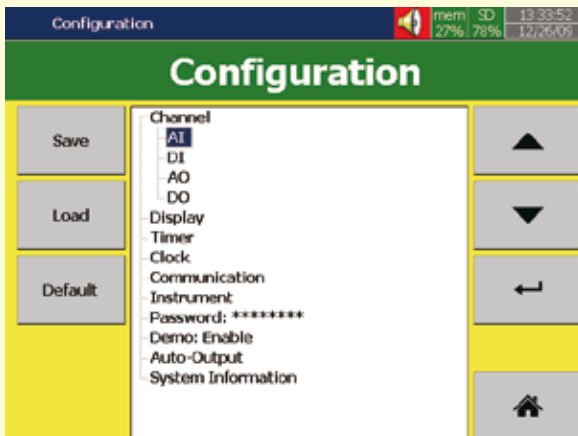 Configuration
mem SD 13:33:52
27% 78% 12/26/09
Configuration
Save
Load
Default
Channel
AI
DI
AO
DO
Display
Timer
Clock
Communication
Instrument
Password: ********
Demo: Enable
Auto-Output
System Information